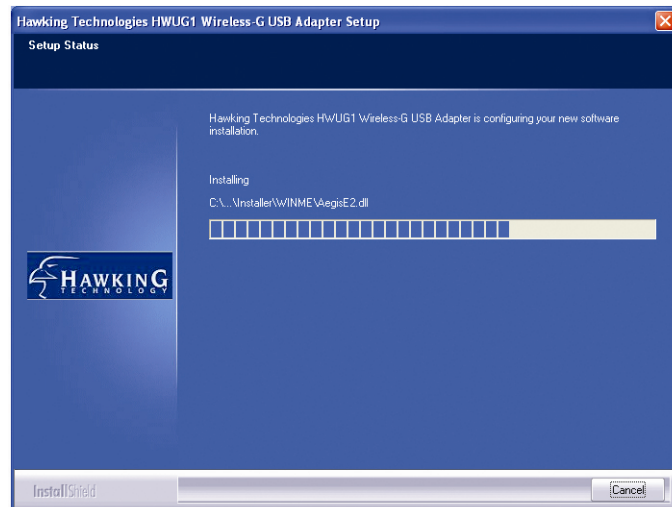 Hawking Technologies HWUG1 Wireless-G USB Adapter Setup
Setup Status
Hawking Technologies HWUG1 Wireless-G USB Adapter is configuring your new software
installation.
Installing
C:\...\Installer\WINME\AegisE2.dll
HAWKING
TECHNOLOGY
InstallShield
Cancel